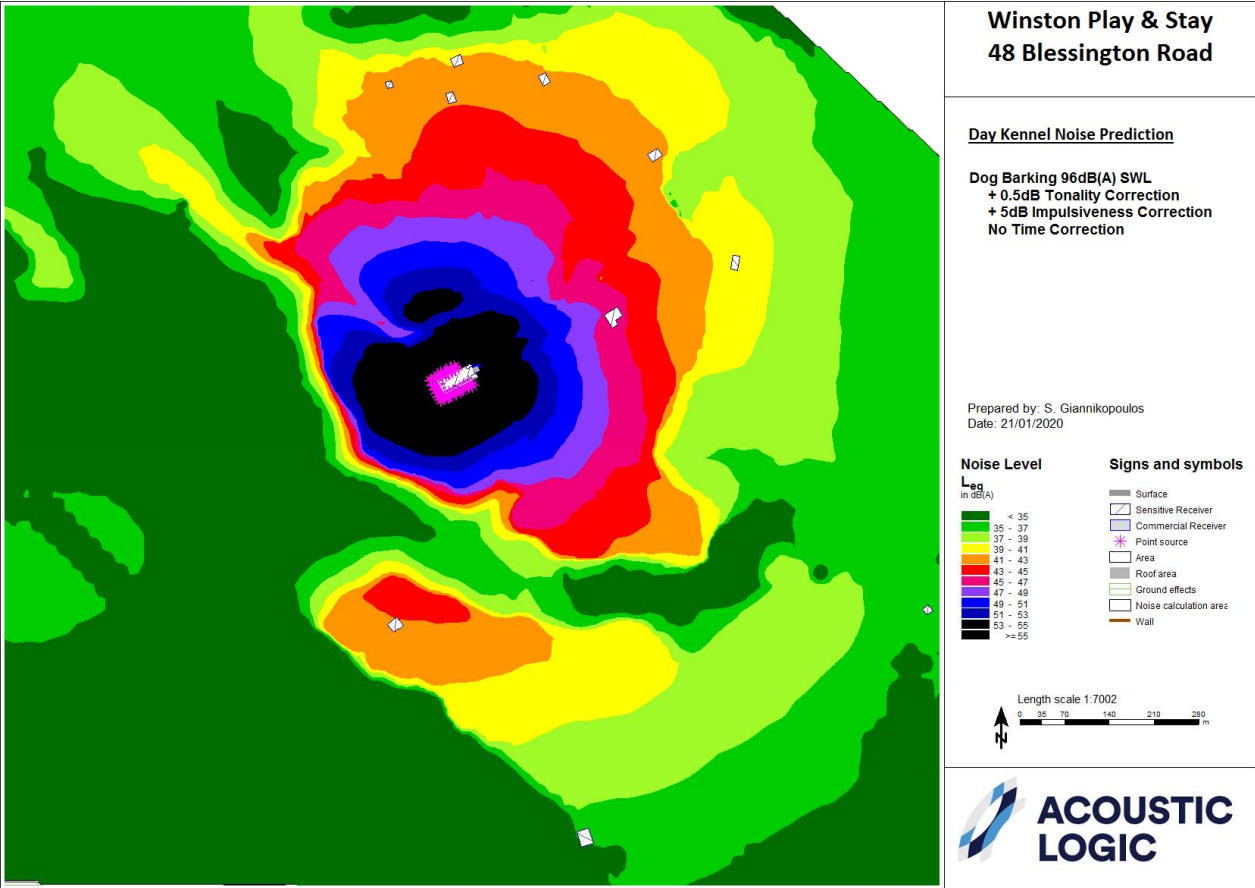 Winston Play & Stay
48 Blessington Road
Day Kennel Noise Prediction
Dog Barking 96dB(A) SWL
+ 0.5dB Tonality Correction
+ 5dB Impulsiveness Correction
No Time Correction
Prepared by: S. Giannikopoulos
Date: 21/01/2020
Noise Level
Leq
in dB(A)
< 35
35 - 37
37 - 39
39 - 41
41 - 43
43 - 45
45 - 47
47 - 49
49 - 51
51 - 53
53 - 55
>= 55
Signs and symbols
Surface
Sensitive Receiver
Commercial Receiver
Point source
Area
Roof area
Ground effects
Noise calculation area
Wall
Length scale 1:7002
0 35 70 140 210 280
m
N
ACOUSTIC
LOGIC